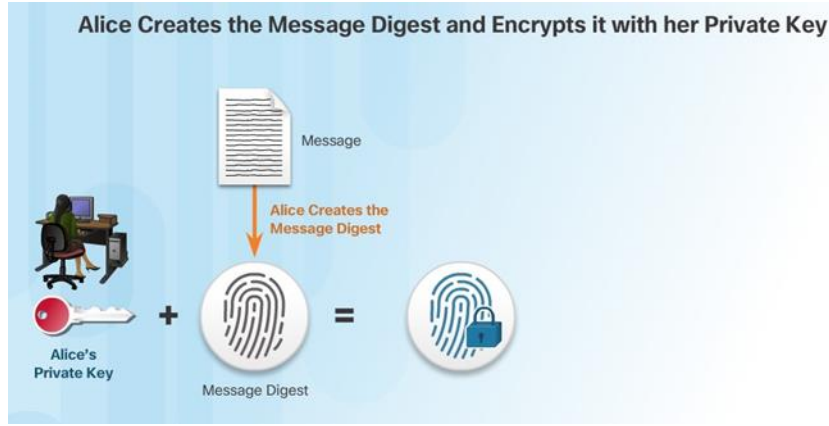 Alice Creates the Message Digest and Encrypts it with her Private Key
Message
Alice Creates the
Message Digest
+
=
Alice's
Private Key
Message Digest